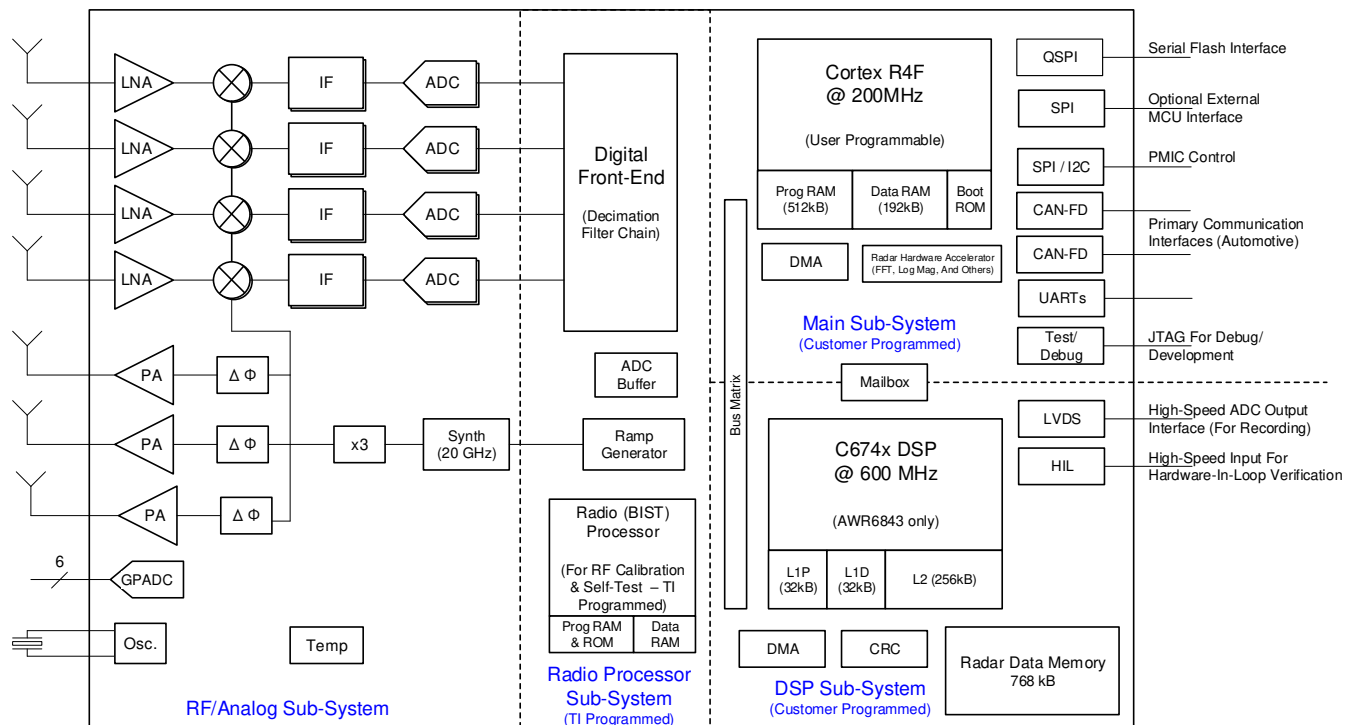 LNA
IF
ADC
LNA
IF
ADC
LNA
IF
ADC
LNA
IF
ADC
PA
Δ Φ
PA
Δ Φ
x3
Synth
(20 GHz)
PA
Δ Φ
6
GPADC
Osc.
Temp
RF/Analog Sub-System
Digital
Front-End
(Decimation
Filter Chain)
ADC
Buffer
Ramp
Generator
Radio (BIST)
Processor
(For RF Calibration
& Self-Test – TI
Programmed)
Prog RAM
& ROM
Data
RAM
Radio Processor
Sub-System
(TI Programmed)
Bus Matrix
Cortex R4F
@ 200MHz
(User Programmable)
Prog RAM
(512kB)
Data RAM
(192kB)
Boot
ROM
DMA
Radar Hardware Accelerator
(FFT, Log Mag, And Others)
Main Sub-System
(Customer Programmed)
Mailbox
C674x DSP
@ 600 MHz
(AWR6843 only)
L1P
(32kB)
L1D
(32kB)
L2 (256kB)
DMA
CRC
Radar Data Memory
768 kB
DSP Sub-System
(Customer Programmed)
QSPI
Serial Flash Interface
SPI
Optional External
MCU Interface
SPI / I2C
PMIC Control
CAN-FD
Primary Communication
Interfaces (Automotive)
CAN-FD
UARTs
Test/
Debug
JTAG For Debug/
Development
LVDS
High-Speed ADC Output
Interface (For Recording)
HIL
High-Speed Input For
Hardware-In-Loop Verification